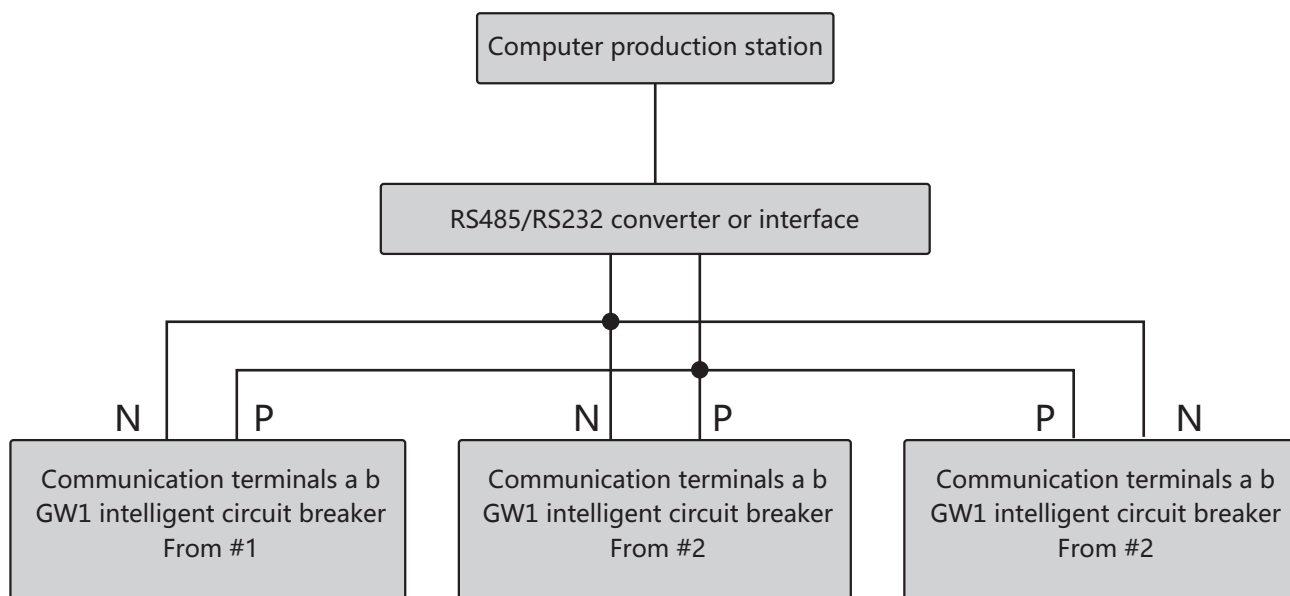 Computer production station
RS485/RS232 converter or interface
N P N P P N
Communication terminals a b
GW1 intelligent circuit breaker
From #1
Communication terminals a b
GW1 intelligent circuit breaker
From #2
Communication terminals a b
GW1 intelligent circuit breaker
From #2